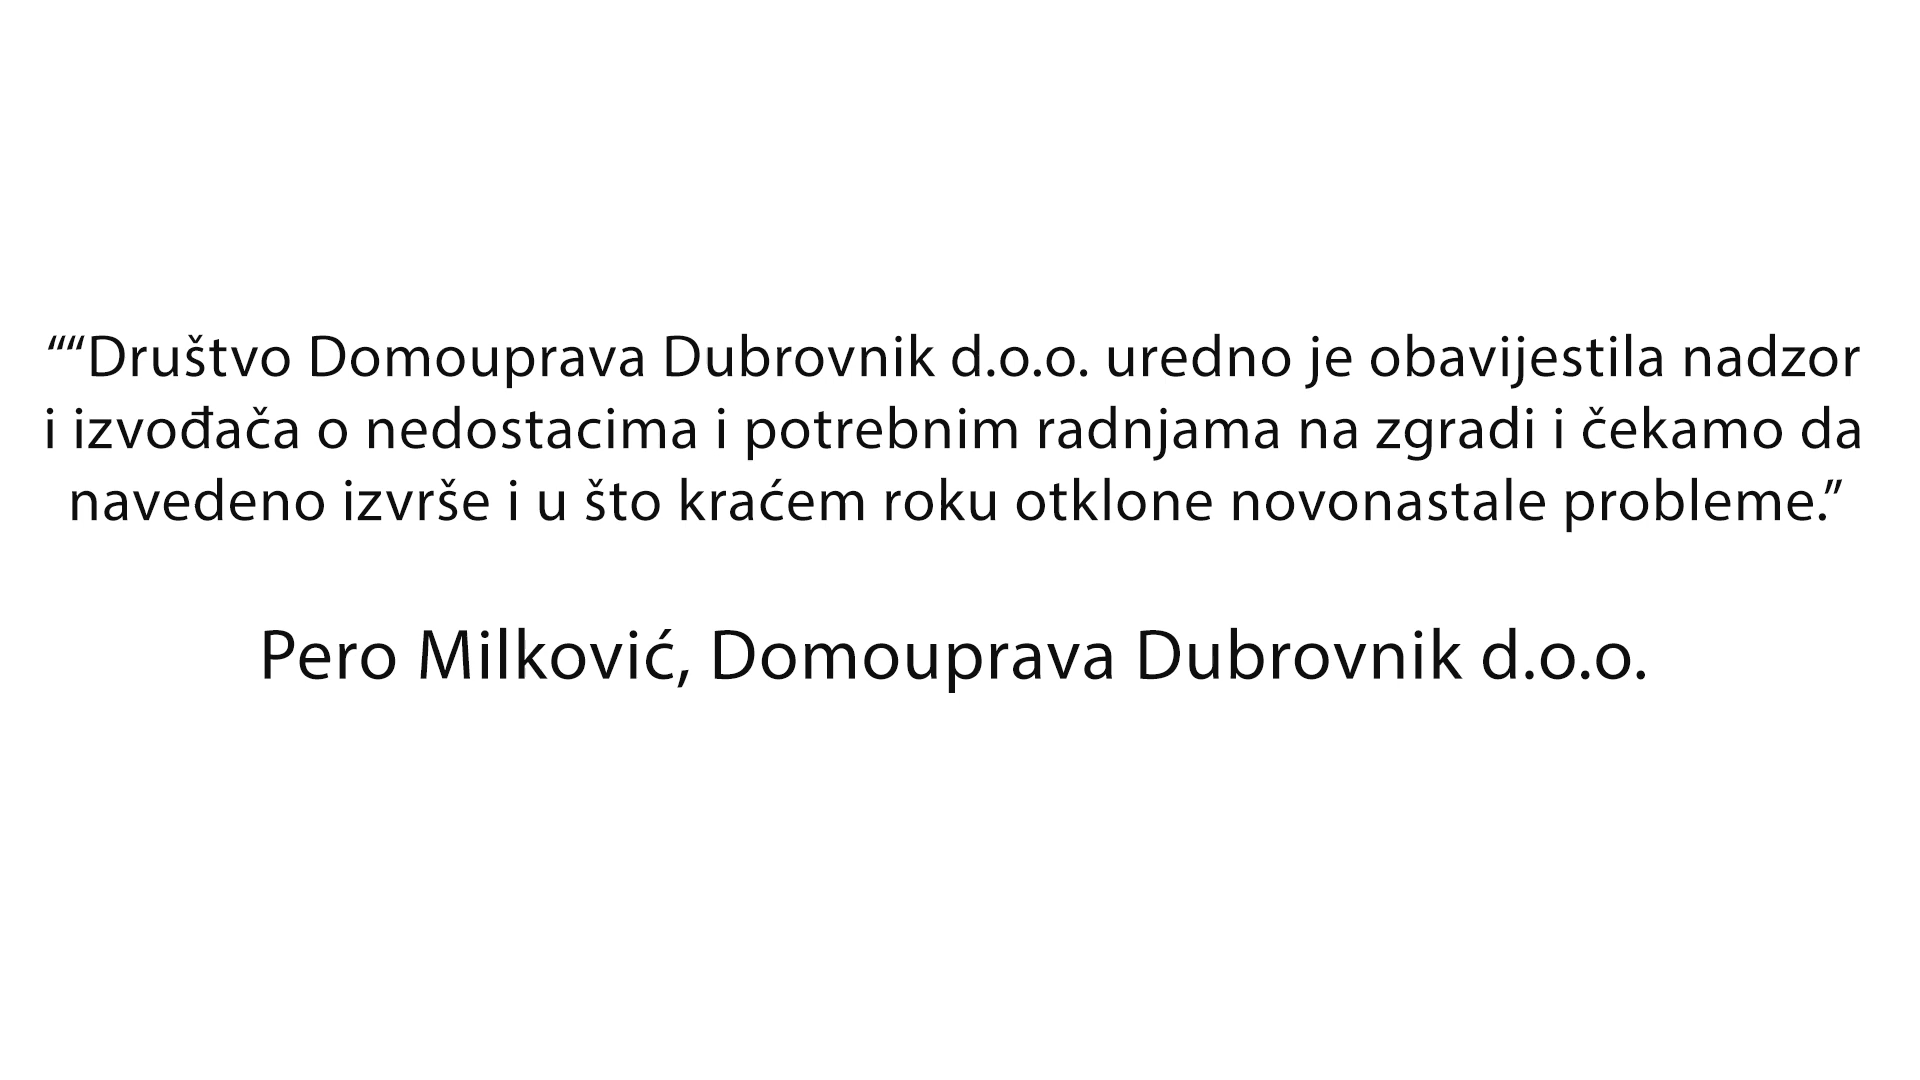 ““Društvo Domouprava Dubrovnik d.o.o. uredno je obavijestila nadzor
i izvođača o nedostacima i potrebnim radnjama na zgradi i čekamo da
navedeno izvrše i u što kraćem roku otklone novonastale probleme.”
Pero Milković, Domouprava Dubrovnik d.o.o.